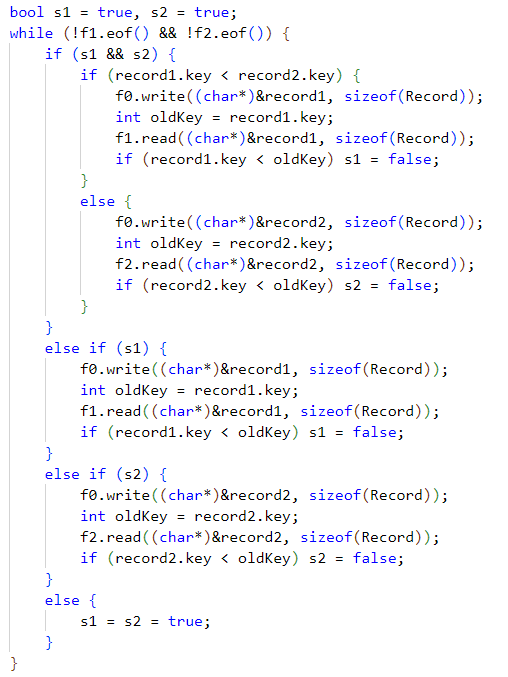 bool s1 = true, s2 = true;
while (!f1.eof() && !f2.eof()) {
    if (s1 && s2) {
        if (record1.key < record2.key) {
            f0.write((char*)&record1, sizeof(Record));
            int oldKey = record1.key;
            f1.read((char*)&record1, sizeof(Record));
            if (record1.key < oldKey) s1 = false;
        }
        else {
            f0.write((char*)&record2, sizeof(Record));
            int oldKey = record2.key;
            f2.read((char*)&record2, sizeof(Record));
            if (record2.key < oldKey) s2 = false;
        }
    }
    else if (s1) {
        f0.write((char*)&record1, sizeof(Record));
        int oldKey = record1.key;
        f1.read((char*)&record1, sizeof(Record));
        if (record1.key < oldKey) s1 = false;
    }
    else if (s2) {
        f0.write((char*)&record2, sizeof(Record));
        int oldKey = record2.key;
        f2.read((char*)&record2, sizeof(Record));
        if (record2.key < oldKey) s2 = false;
    }
    else {
        s1 = s2 = true;
    }
}